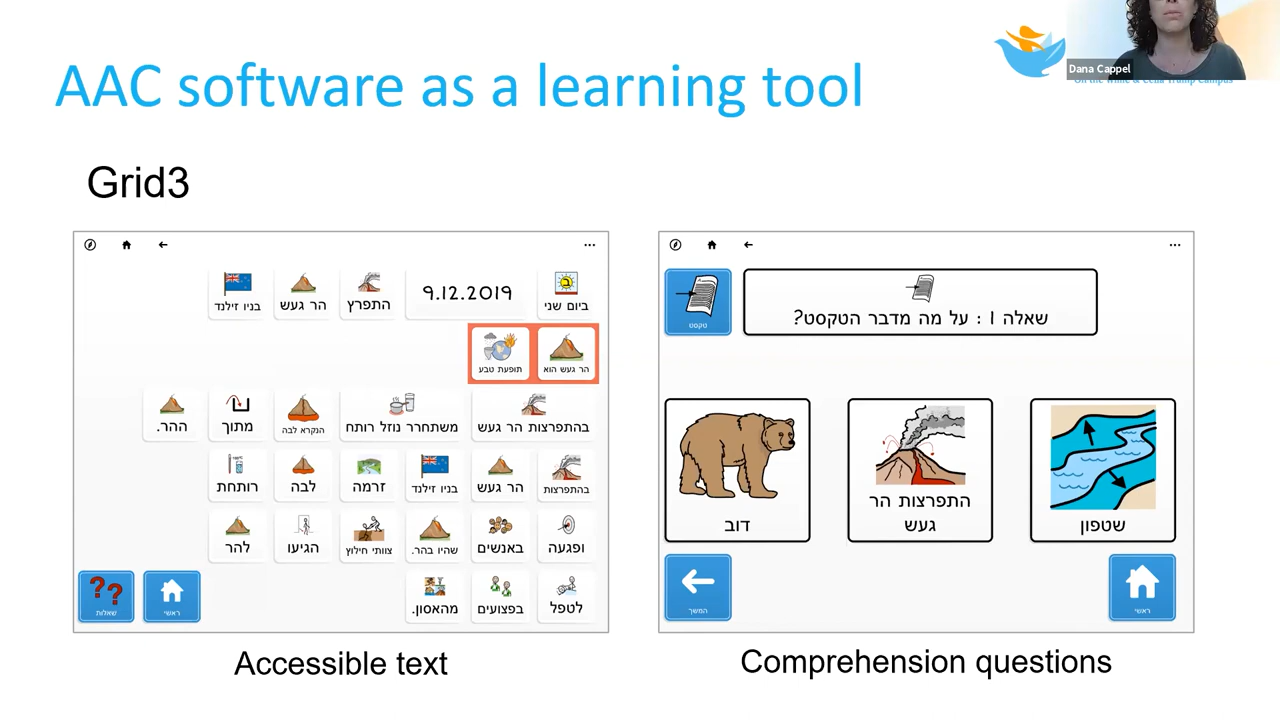 AAC software as a learning tool
Dana Cappel
Grid3
ביום שני 9.12.2019 התפרץ הר געש בניו זילנד
הר געש הוא תופעת טבע
בהתפרצות הר געש משתחרר נוזל רותח הנקרא לבה מתוך ההר.
בהתפרצות הר געש בניו זילנד זרמה לבה רותחת
ופגעה באנשים שהיו בהר. צוותי חילוץ הגיעו להר
לטפל בפצועים מהאסון.
ראשי
שאלות
Accessible text
טקסט
שאלה 1 : על מה מדבר הטקסט?
שטפון
התפרצות הר
געש
דוב
ראשי
המשך
Comprehension questions